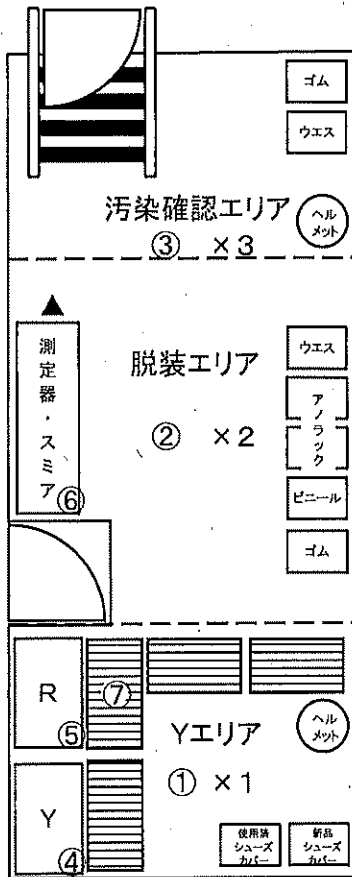 ゴム
ウエス
汚染確認エリア
ヘル
メット
③ ×3
測定器・スミア
⑥
脱装エリア
② ×2
ウエス
アノラック
ビニール
ゴム
R
⑤
⑦
Yエリア
ヘル
メット
① ×1
Y
④
使用済
シューズ
カバー
新品
シューズ
カバー